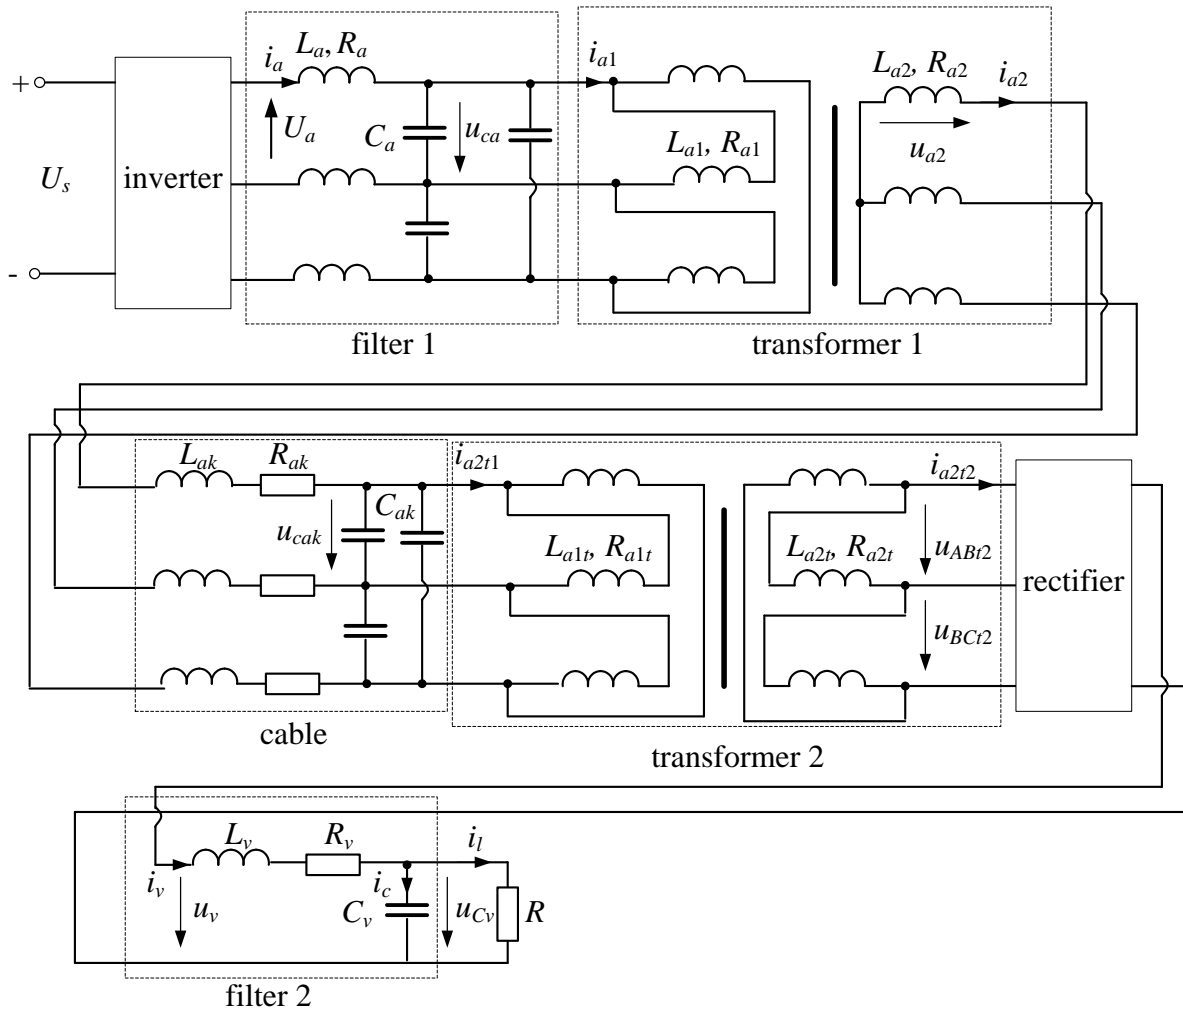 L_a, R_a
i_a
i_a1
L_a2, R_a2
i_a2
+
U_a
C_a
u_ca
L_a1, R_a1
u_a2
U_s
inverter
-
filter 1
transformer 1
L_ak
R_ak
i_a2t1
i_a2t2
C_ak
u_cak
L_a1t, R_a1t
L_a2t, R_a2t
u_ABt2
rectifier
u_BCt2
cable
transformer 2
L_v
R_v
i_l
i_v
i_c
u_v
C_v
u_Cv
R
filter 2